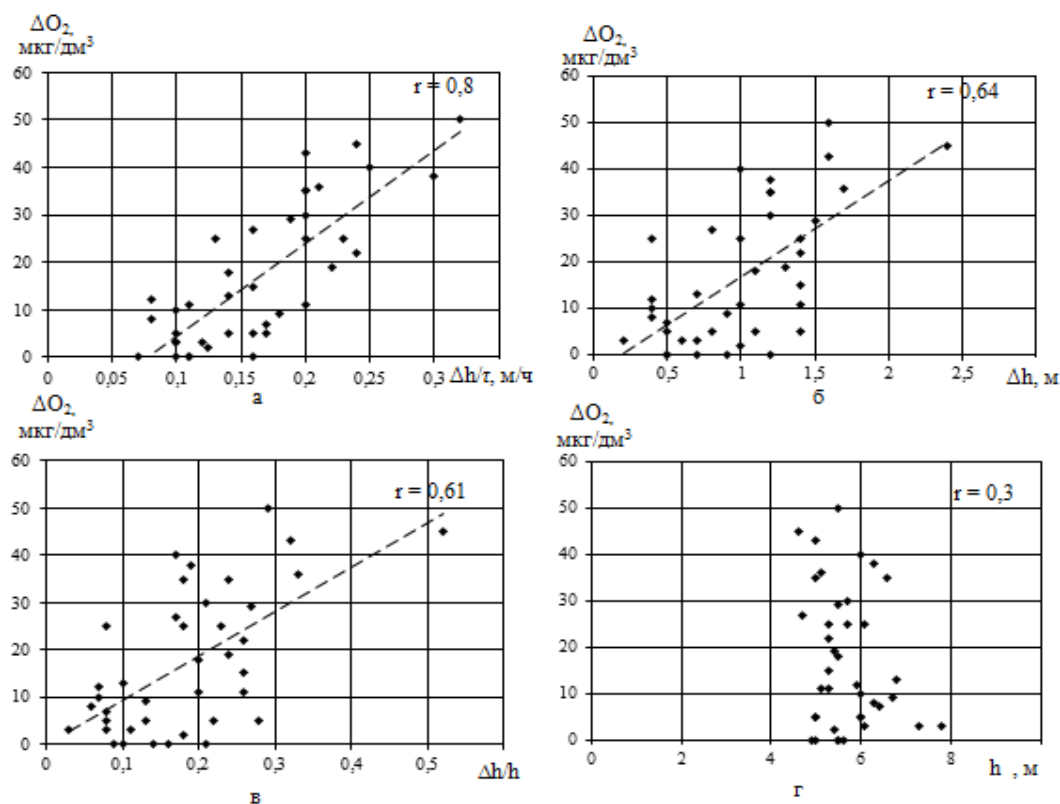 ΔO₂,
мкг/дм³
60
50
40
30
20
10
0
r = 0,8
0 0,05 0,1 0,15 0,2 0,25 0,3 Δh/τ, м/ч
а
ΔO₂,
мкг/дм³
60
50
40
30
20
10
0
r = 0,64
0 0,5 1 1,5 2 2,5 Δh, м
б
ΔO₂,
мкг/дм³
60
50
40
30
20
10
0
r = 0,61
0 0,1 0,2 0,3 0,4 0,5 Δh/h
в
ΔO₂,
мкг/дм³
60
50
40
30
20
10
0
r = 0,3
0 2 4 6 8 h , м
г